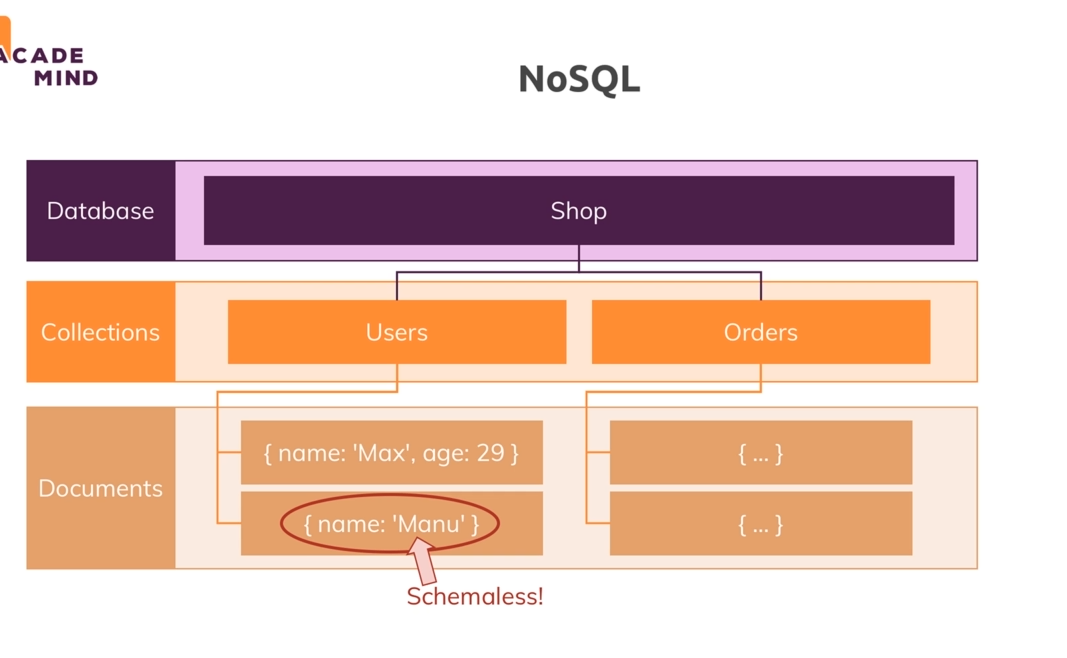 ACADE
MIND
NoSQL
Database
Shop
Collections
Users
Orders
Documents
{ name: 'Max', age: 29 }
{ ... }
{ name: 'Manu' }
{ ... }
Schemaless!